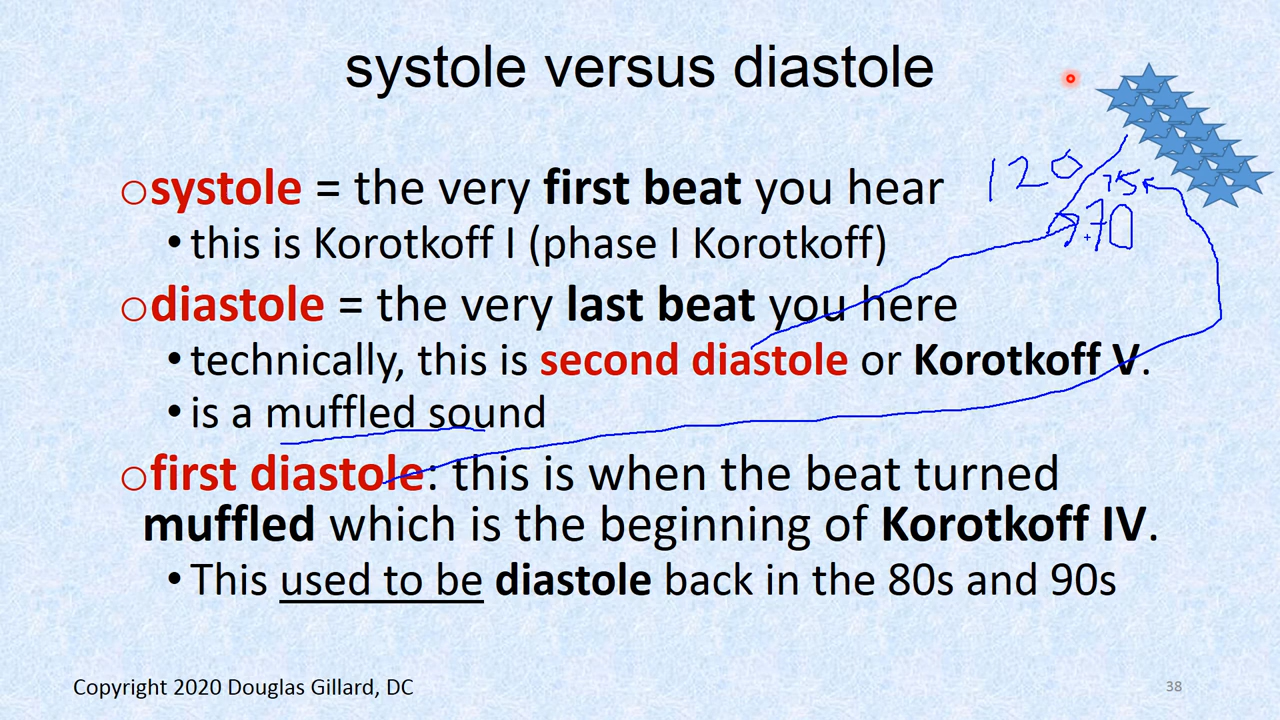 systole versus diastole
○systole = the very first beat you hear
120/75
• this is Korotkoff I (phase I Korotkoff)
70
○diastole = the very last beat you here
• technically, this is second diastole or Korotkoff V.
• is a muffled sound
○first diastole: this is when the beat turned
muffled which is the beginning of Korotkoff IV.
• This used to be diastole back in the 80s and 90s
Copyright 2020 Douglas Gillard, DC
38